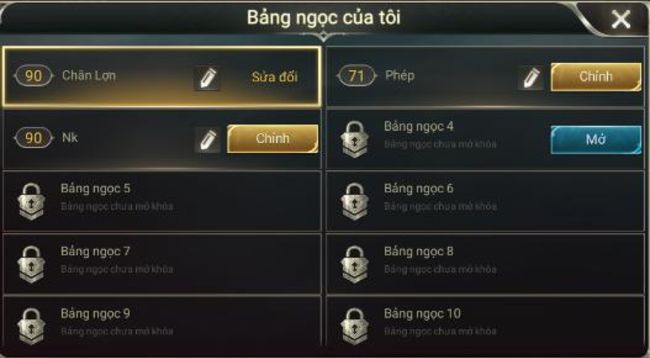 Bảng ngọc của tôi
90 Chăn Lợn Sửa đổi
71 Phép Chỉnh
90 Nk Chỉnh
Bảng ngọc 4
Bảng ngọc chưa mở khóa
Mở
Bảng ngọc 5
Bảng ngọc chưa mở khóa
Bảng ngọc 6
Bảng ngọc chưa mở khóa
Bảng ngọc 7
Bảng ngọc chưa mở khóa
Bảng ngọc 8
Bảng ngọc chưa mở khóa
Bảng ngọc 9
Bảng ngọc chưa mở khóa
Bảng ngọc 10
Bảng ngọc chưa mở khóa